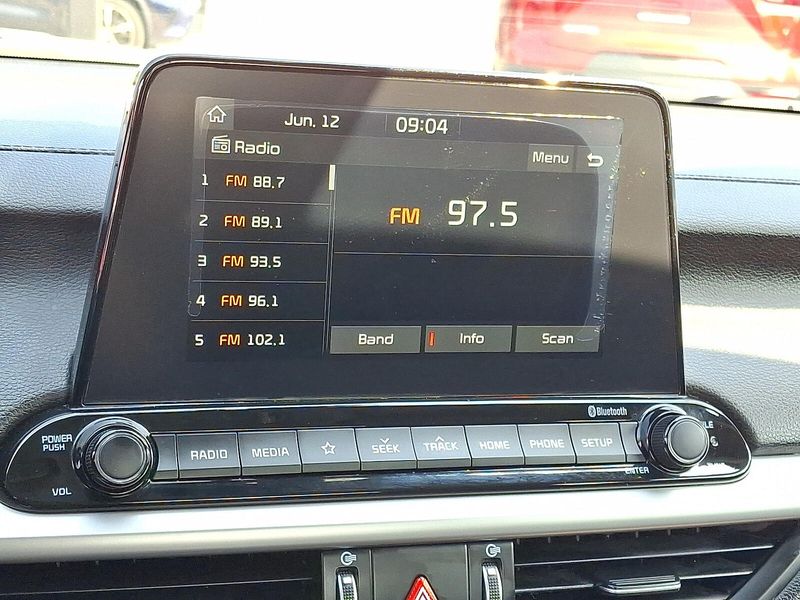 Jun. 12 09:04
Radio
Menu
1 FM 88.7
2 FM 89.1
3 FM 93.5
4 FM 96.1
5 FM 102.1
FM 97.5
Band Info Scan
Bluetooth
POWER
PUSH
VOL
RADIO MEDIA SEEK TRACK HOME PHONE SETUP
ENTER